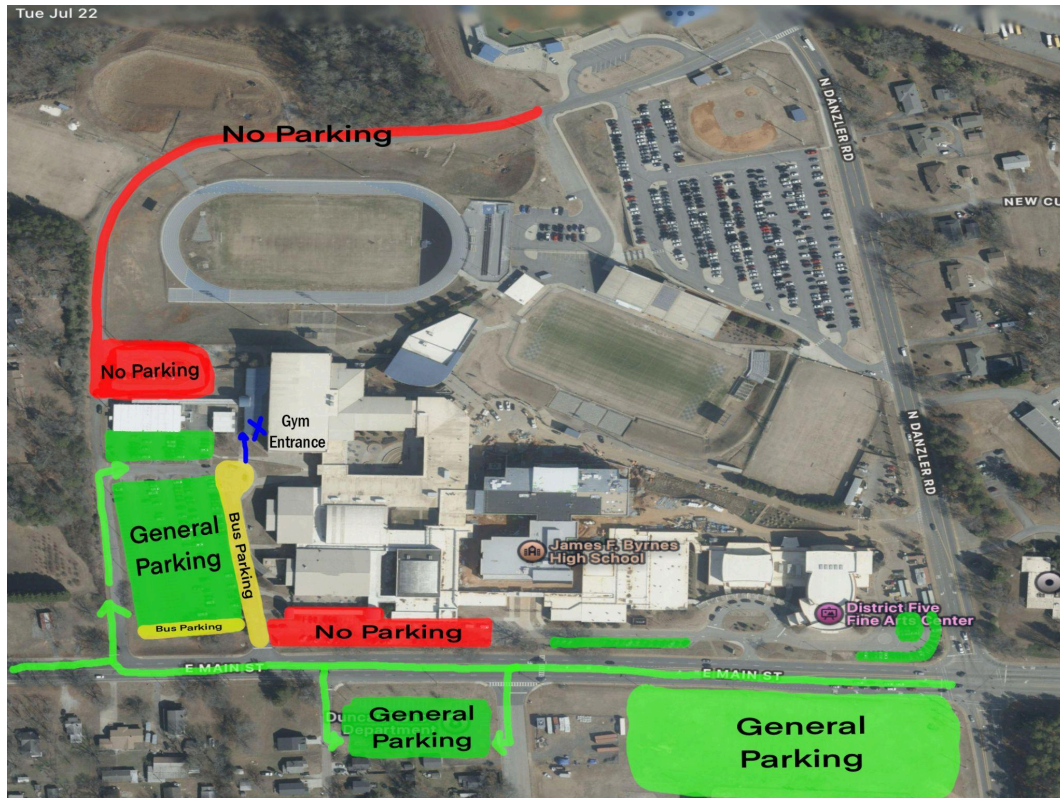 Tue Jul 22
N DANZLER RD
No Parking
NEW CU
No Parking
Gym
Entrance
N DANZLER RD
General
Parking
Bus Parking
James F. Byrnes
High School
District Five
Fine Arts Center
Bus Parking
No Parking
E MAIN ST
E MAIN ST
General
Parking
General
Parking